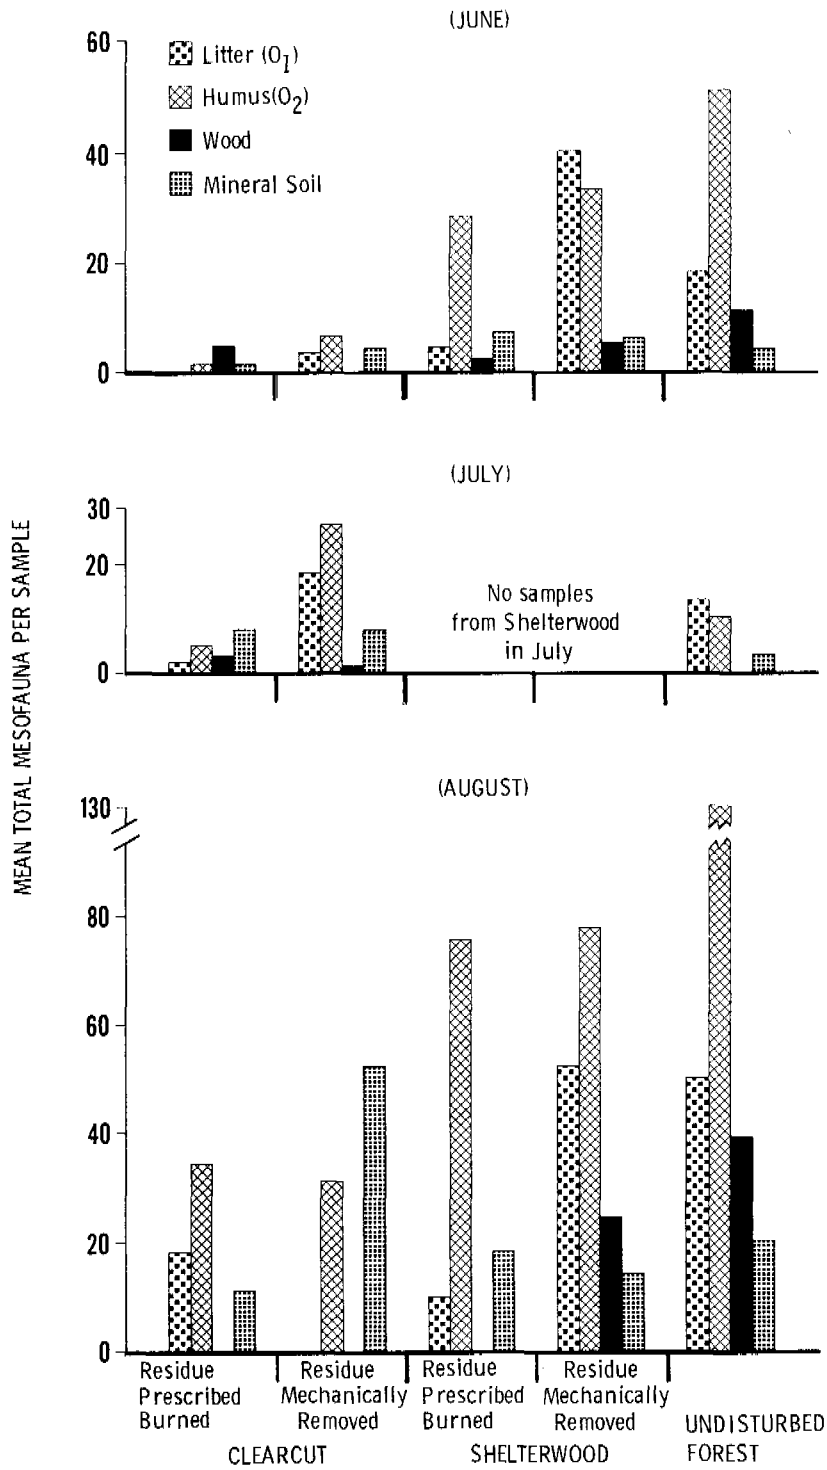 (JUNE)
60
40
20
0
Litter (O1)
Humus(O2)
Wood
Mineral Soil
MEAN TOTAL MESOFAUNA PER SAMPLE
(JULY)
30
20
0
No samples
from Shelterwood
in July
(AUGUST)
130
80
60
40
20
0
Residue
Prescribed
Burned
Residue
Mechanically
Removed
CLEARCUT
Residue
Prescribed
Burned
Residue
Mechanically
Removed
SHELTERWOOD
UNDISTURBED
FOREST